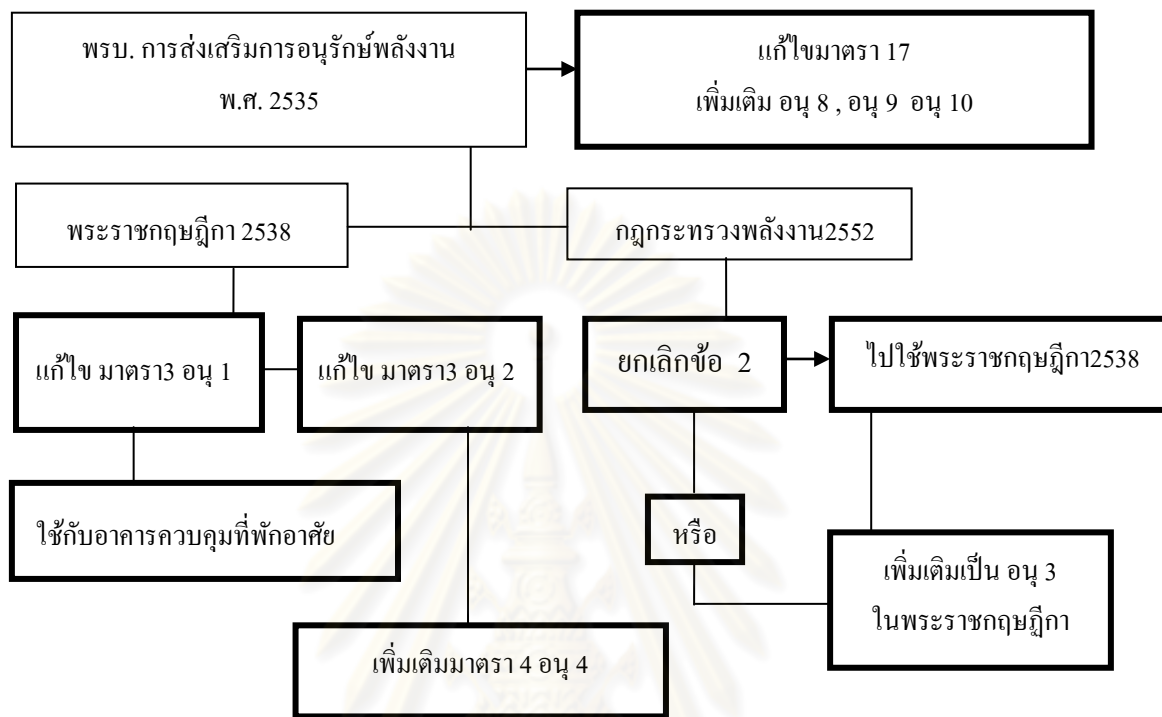 พรบ. การส่งเสริมการอนุรักษ์พลังงาน
พ.ศ. 2535
แก้ไขมาตรา 17
เพิ่มเติม อนุ 8 , อนุ 9 อนุ 10
พระราชกฤษฎีกา 2538
กฎกระทรวงพลังงาน2552
แก้ไข มาตรา3 อนุ 1
แก้ไข มาตรา3 อนุ 2
ยกเลิกข้อ 2
ไปใช้พระราชกฤษฎีกา2538
ใช้กับอาคารควบคุมที่พักอาศัย
หรือ
เพิ่มเติมเป็น อนุ 3
ในพระราชกฤษฎีกา
เพิ่มเติมมาตรา 4 อนุ 4